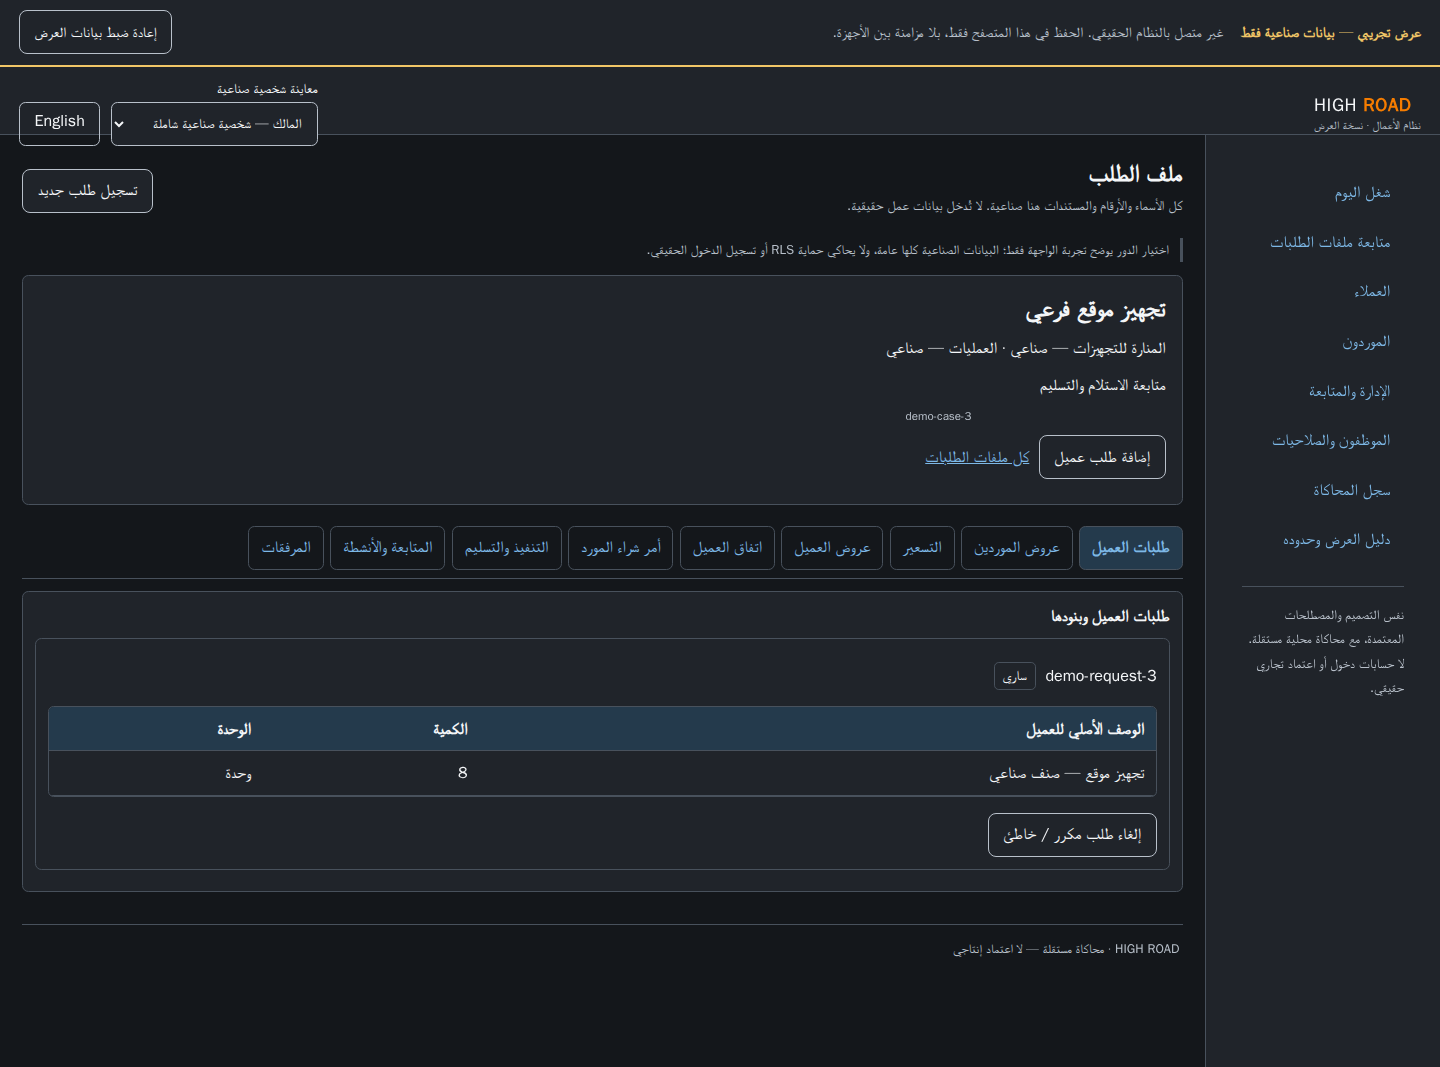 عرض تجريبي — بيانات صناعية فقط
غير متصل بالنظام الحقيقي. الحفظ في هذا المتصفح فقط، بلا مزامنة بين الأجهزة.
إعادة ضبط بيانات العرض
HIGH ROAD
نظام الأعمال · نسخة العرض
معاينة شخصية صناعية
المالك — شخصية صناعية شاملة
English
شغل اليوم
متابعة ملفات الطلبات
العملاء
الموردون
الإدارة والمتابعة
الموظفون والصلاحيات
سجل المحاكاة
دليل العرض وحدوده
نفس التصميم والمصطلحات
المعتمدة، مع محاكاة محلية مستقلة.
لا حسابات دخول أو اعتماد تجاري
حقيقي.
ملف الطلب
كل الأسماء والأرقام والمستندات هنا صناعية. لا تُدخل بيانات عمل حقيقية.
تسجيل طلب جديد
اختيار الدور يوضح تجربة الواجهة فقط؛ البيانات الصناعية كلها عامة، ولا يحاكي حماية RLS أو تسجيل الدخول الحقيقي.
تجهيز موقع فرعي
المنارة للتجهيزات — صناعي · العمليات — صناعي
متابعة الاستلام والتسليم
demo-case-3
إضافة طلب عميل
كل ملفات الطلبات
طلبات العميل
عروض الموردين
التسعير
عروض العميل
اتفاق العميل
أمر شراء المورد
التنفيذ والتسليم
المتابعة والأنشطة
المرفقات
طلبات العميل وبنودها
demo-request-3 ساري
الوصف الأصلي للعميل الكمية الوحدة
تجهيز موقع — صنف صناعي 8 وحدة
إلغاء طلب مكرر / خاطئ
HIGH ROAD · محاكاة مستقلة — لا اعتماد إنتاجي